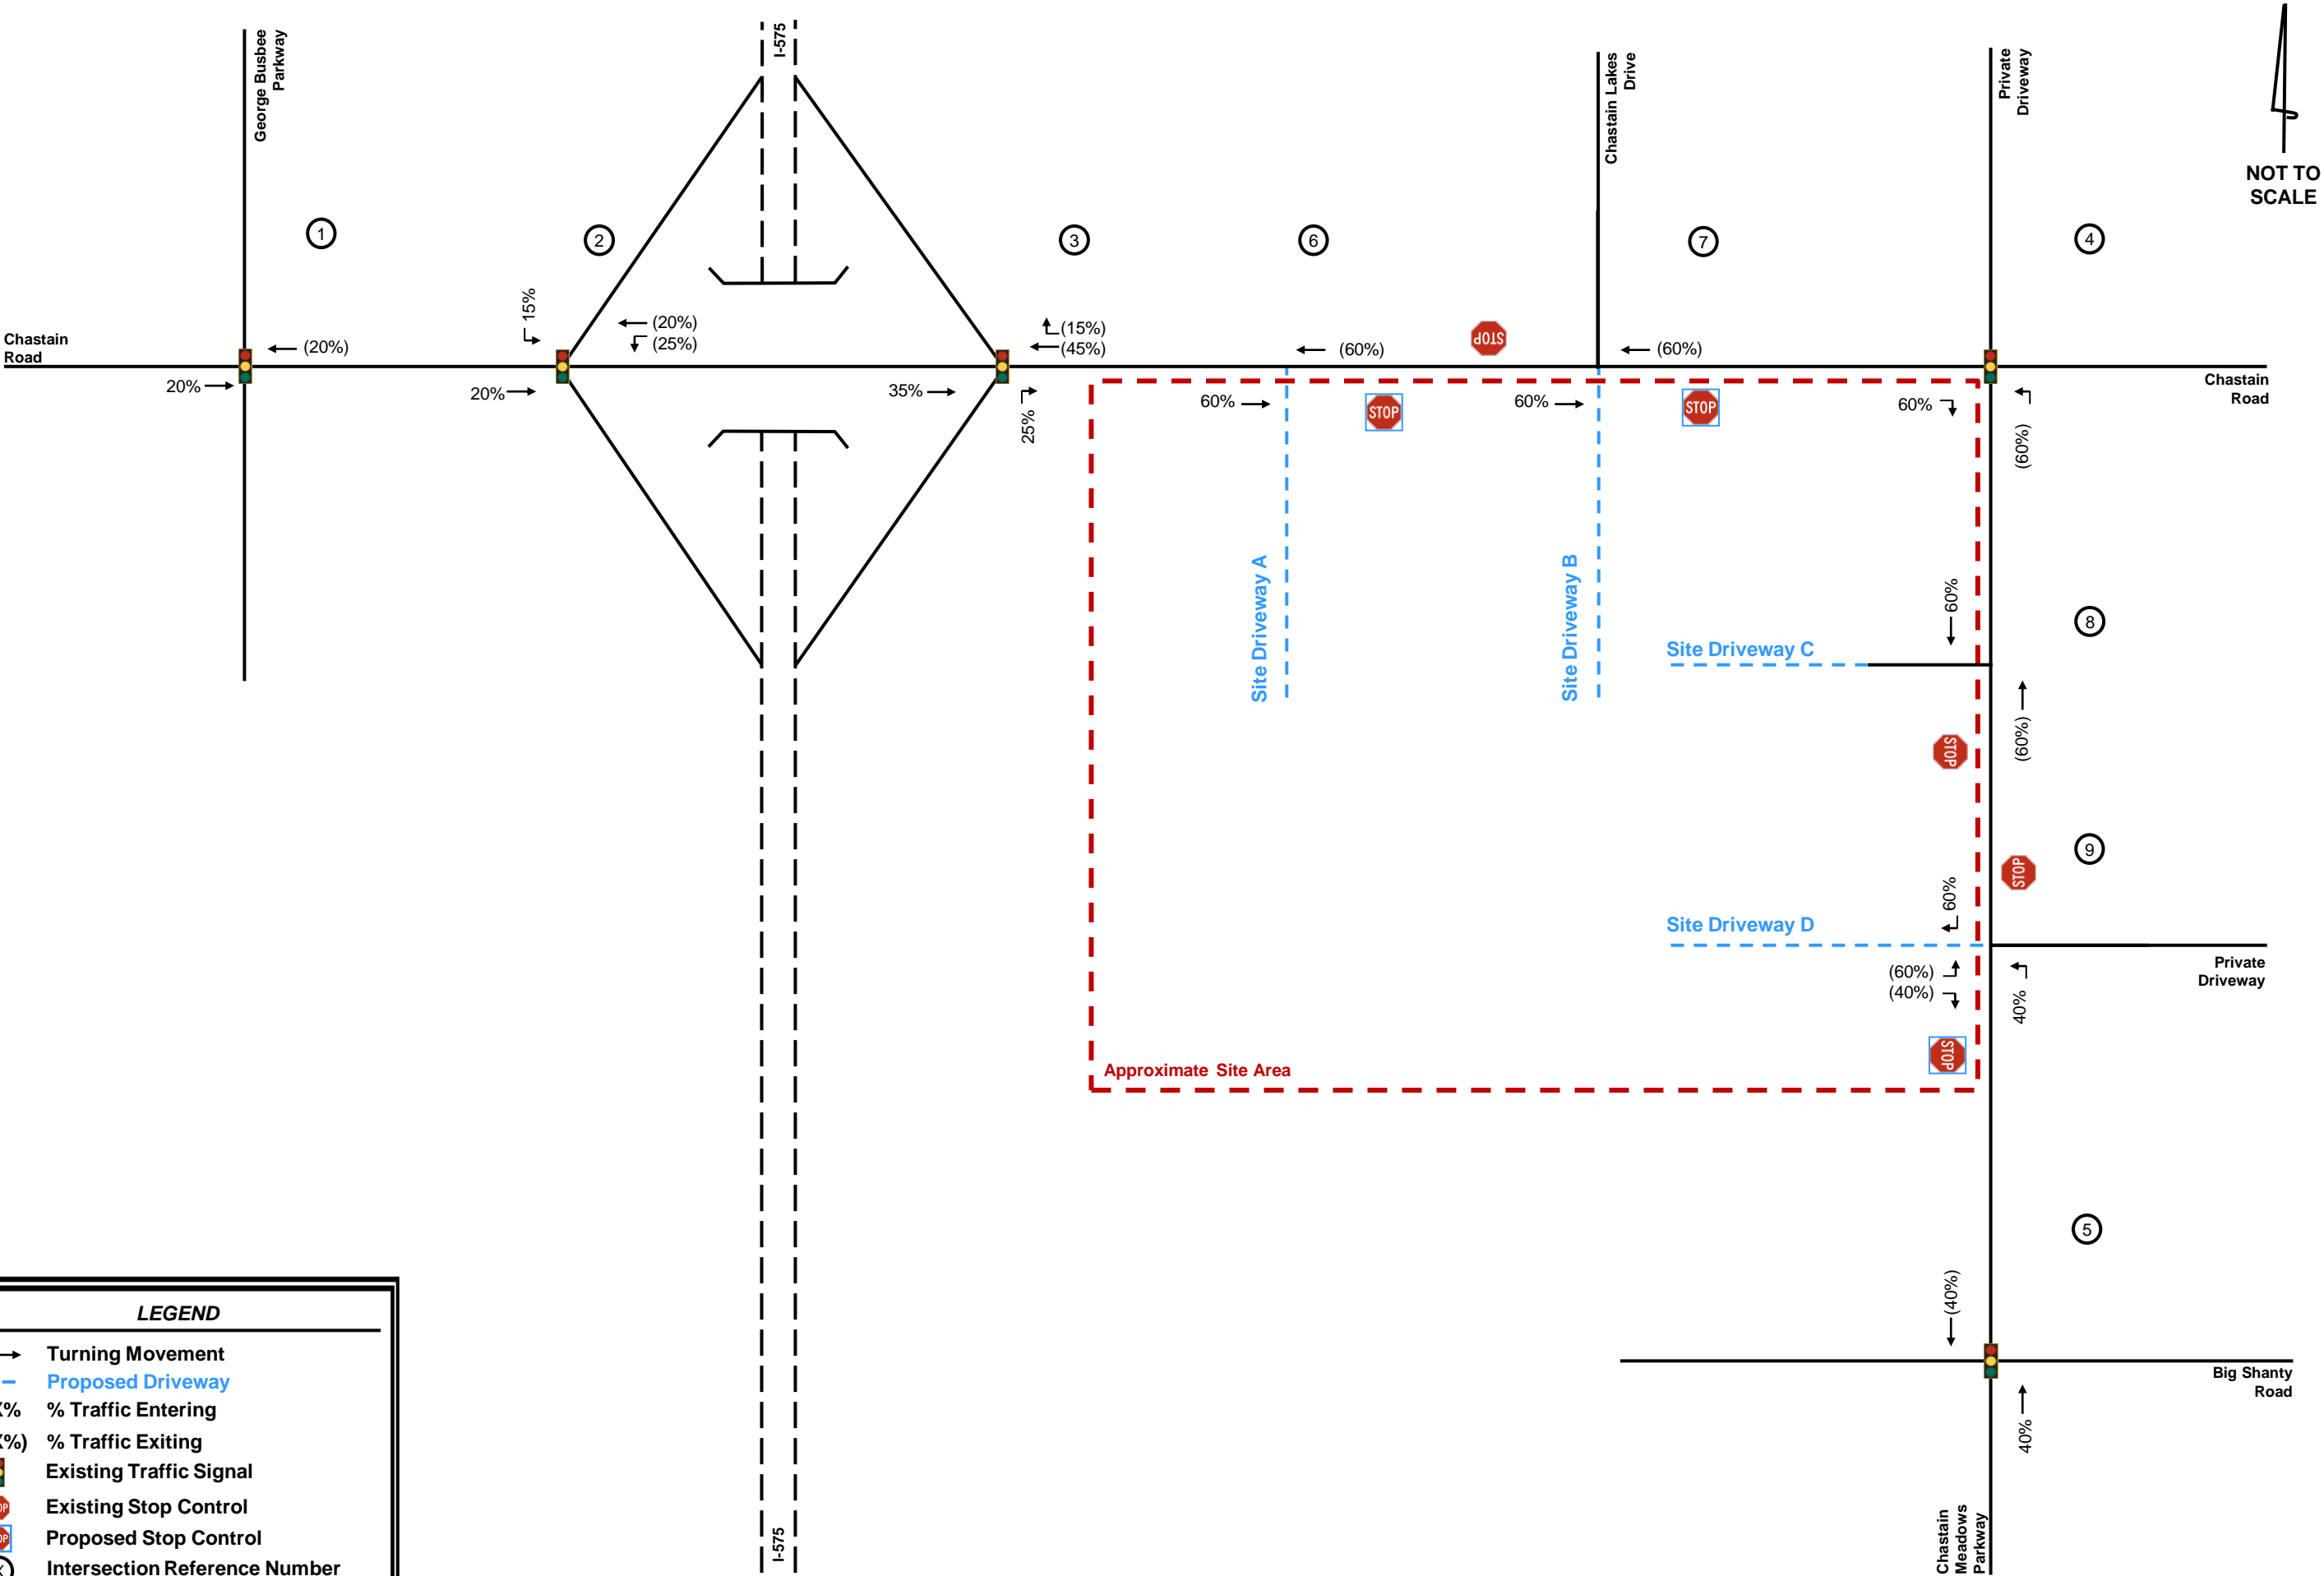 George Busbee
Parkway
I-575
Chastain Lakes
Drive
Private
Driveway
NOT TO
SCALE
1
2
3
6
7
4
Chastain
Road
(20%)
20%
15%
20%
(20%)
(25%)
35%
(15%)
(45%)
25%
(60%)
60%
STOP
STOP
(60%)
60%
STOP
60%
(60%)
Chastain
Road
Site Driveway A
Site Driveway B
Site Driveway C
60%
8
(60%)
STOP
9
STOP
60%
Site Driveway D
(60%)
(40%)
40%
Private
Driveway
STOP
Approximate Site Area
5
(40%)
Big Shanty
Road
40%
Chastain
Meadows
Parkway
I-575
LEGEND
Turning Movement
Proposed Driveway
% % Traffic Entering
%) % Traffic Exiting
Existing Traffic Signal
Existing Stop Control
Proposed Stop Control
Intersection Reference Number